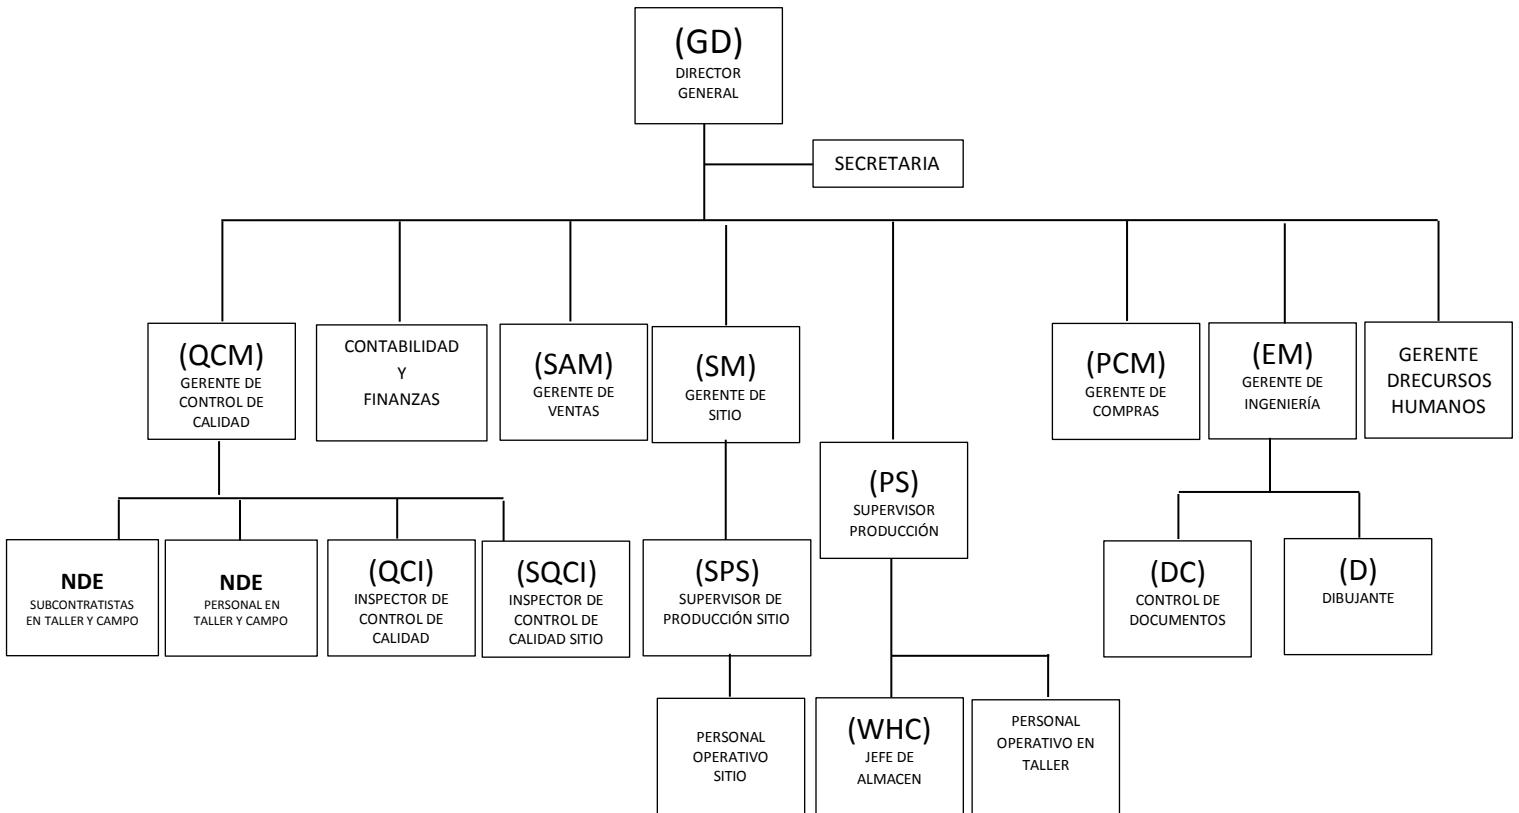 (GD)
DIRECTOR
GENERAL
SECRETARIA
(QCM)
GERENTE DE
CONTROL DE
CALIDAD
CONTABILIDAD
Y
FINANZAS
(SAM)
GERENTE DE
VENTAS
(SM)
GERENTE DE
SITIO
(PS)
SUPERVISOR
PRODUCCIÓN
(PCM)
GERENTE DE
COMPRAS
(EM)
GERENTE DE
INGENIERÍA
GERENTE
DRECURSOS
HUMANOS
NDE
SUBCONTRATISTAS
EN TALLER Y CAMPO
NDE
PERSONAL EN
TALLER Y CAMPO
(QCI)
INSPECTOR DE
CONTROL DE
CALIDAD
(SQCI)
INSPECTOR DE
CONTROL DE
CALIDAD SITIO
(SPS)
SUPERVISOR DE
PRODUCCIÓN SITIO
(DC)
CONTROL DE
DOCUMENTOS
(D)
DIBUJANTE
PERSONAL
OPERATIVO
SITIO
(WHC)
JEFE DE
ALMACEN
PERSONAL
OPERATIVO EN
TALLER